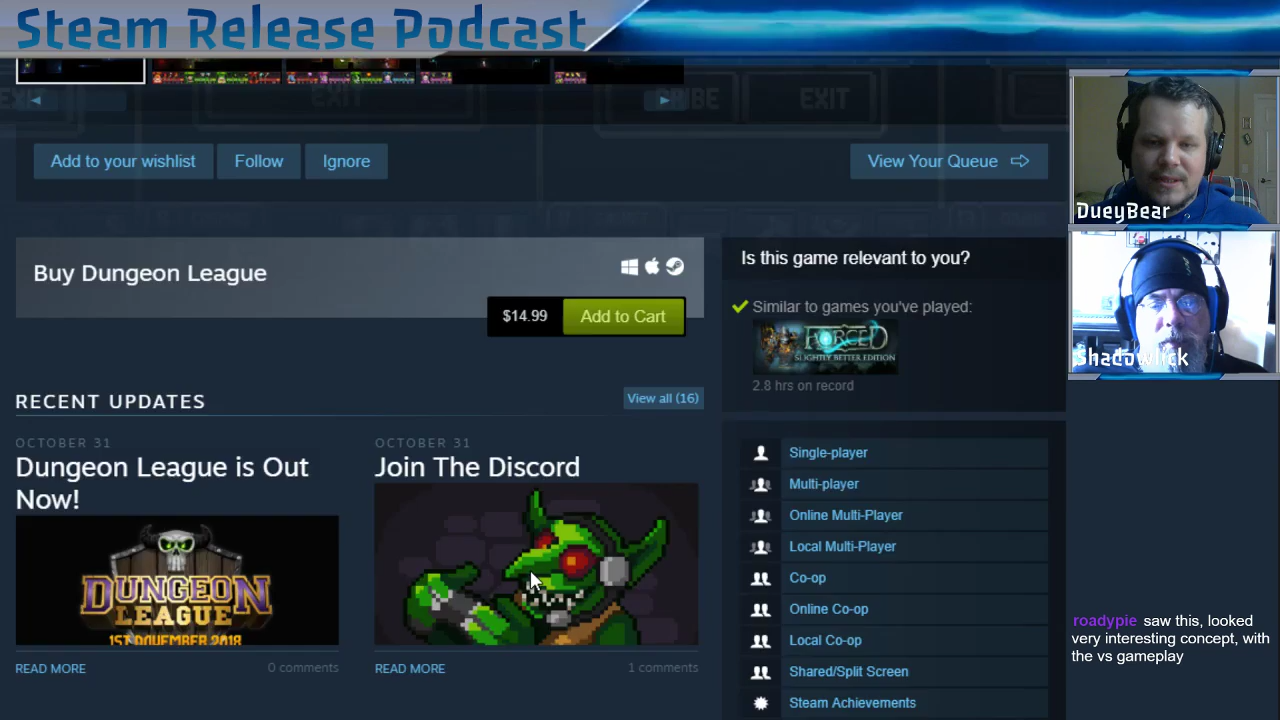 Steam Release Podcast
EXIT
EXIT
Add to your wishlist
Follow
Ignore
View Your Queue
DueyBear
Buy Dungeon League
$14.99
Add to Cart
Is this game relevant to you?
Similar to games you've played:
FORCED
SLIGHTLY BETTER EDITION
2.8 hrs on record
Shadowlick
RECENT UPDATES
View all (16)
OCTOBER 31
Dungeon League is Out
Now!
DUNGEON
LEAGUE
1ST NOVEMBER 2018
READ MORE
0 comments
OCTOBER 31
Join The Discord
READ MORE
1 comments
Single-player
Multi-player
Online Multi-Player
Local Multi-Player
Co-op
Online Co-op
Local Co-op
Shared/Split Screen
Steam Achievements
roadypie saw this, looked
very interesting concept, with
the vs gameplay